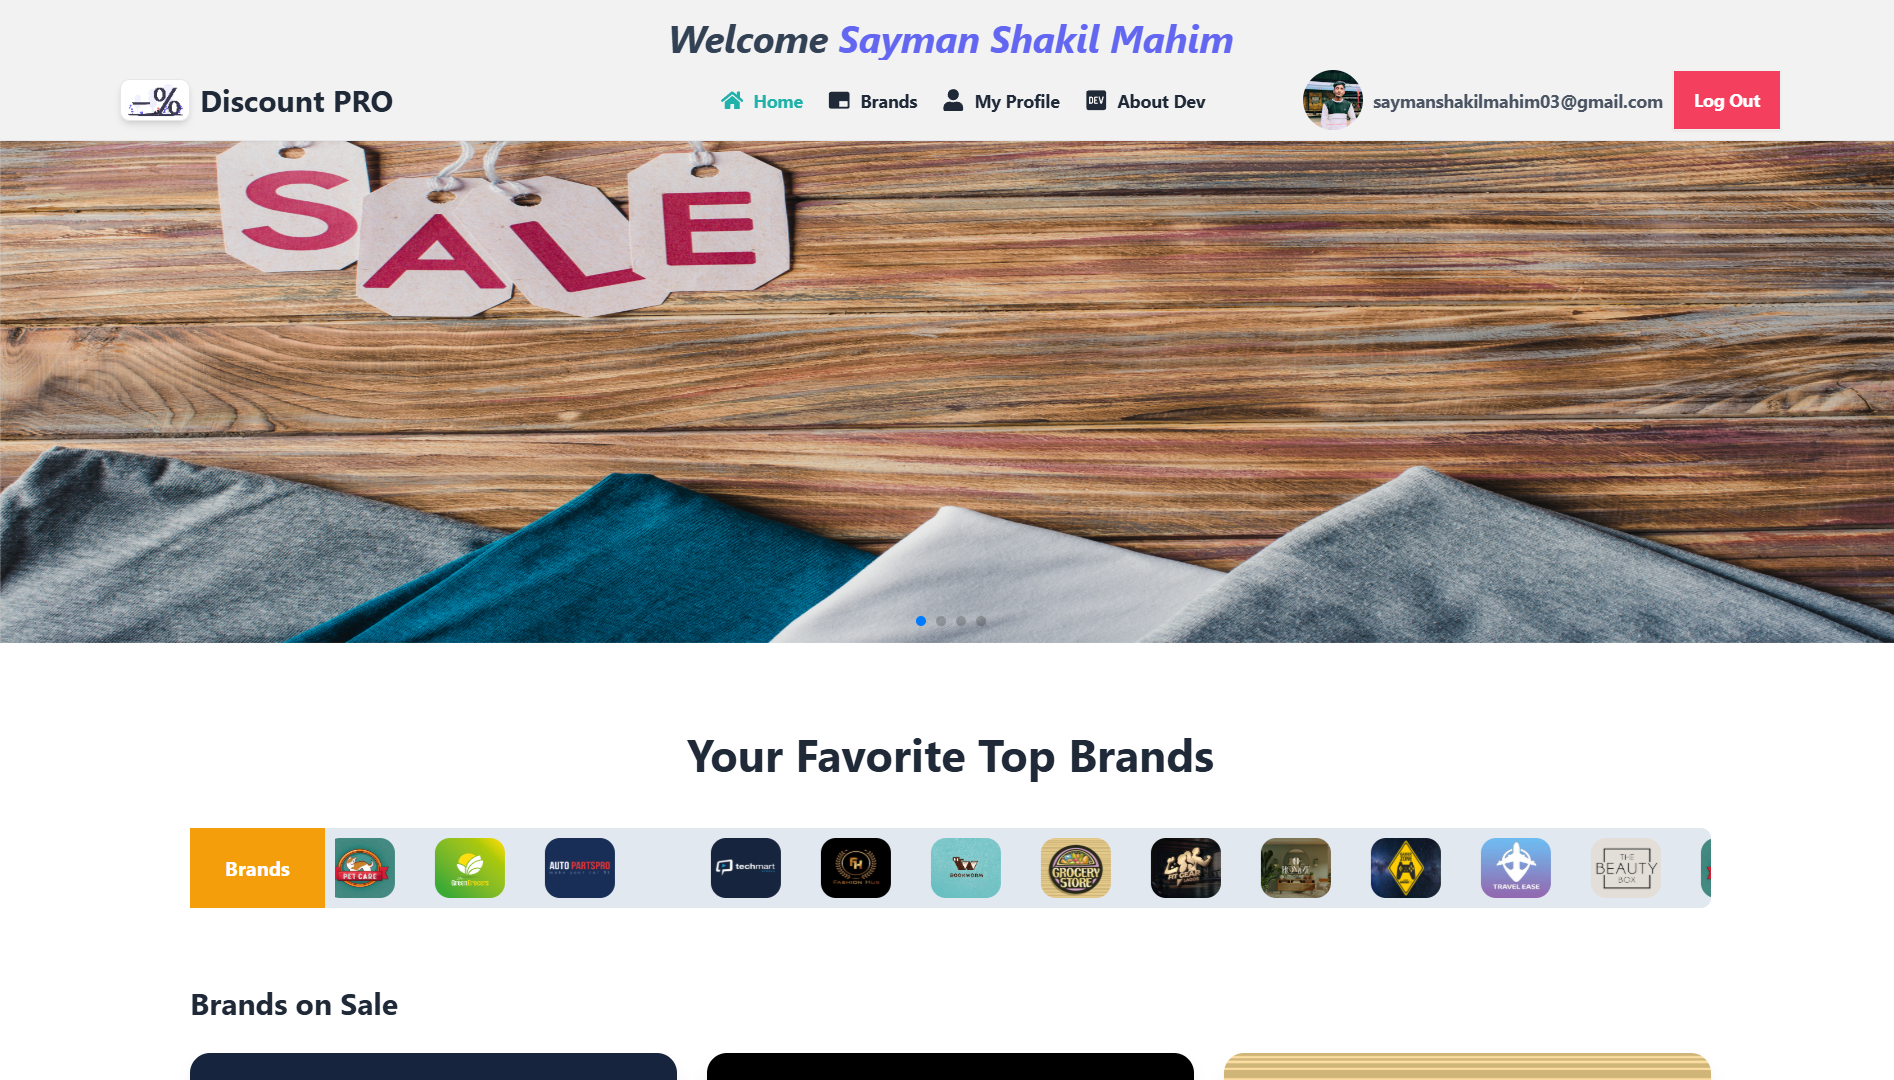 Welcome Sayman Shakil Mahim
-%
Discount PRO
Home
Brands
My Profile
DEV
About Dev
saymanshakilmahim03@gmail.com
Log Out
SALE
Your Favorite Top Brands
Brands
PET CARE
AUTO PARTSPRO
techmart
FH
FASHION HUB
BOOKWORM
GROCERY
STORE
FIT GEAR
TRAVEL EASE
THE
BEAUTY
BOX
Brands on Sale